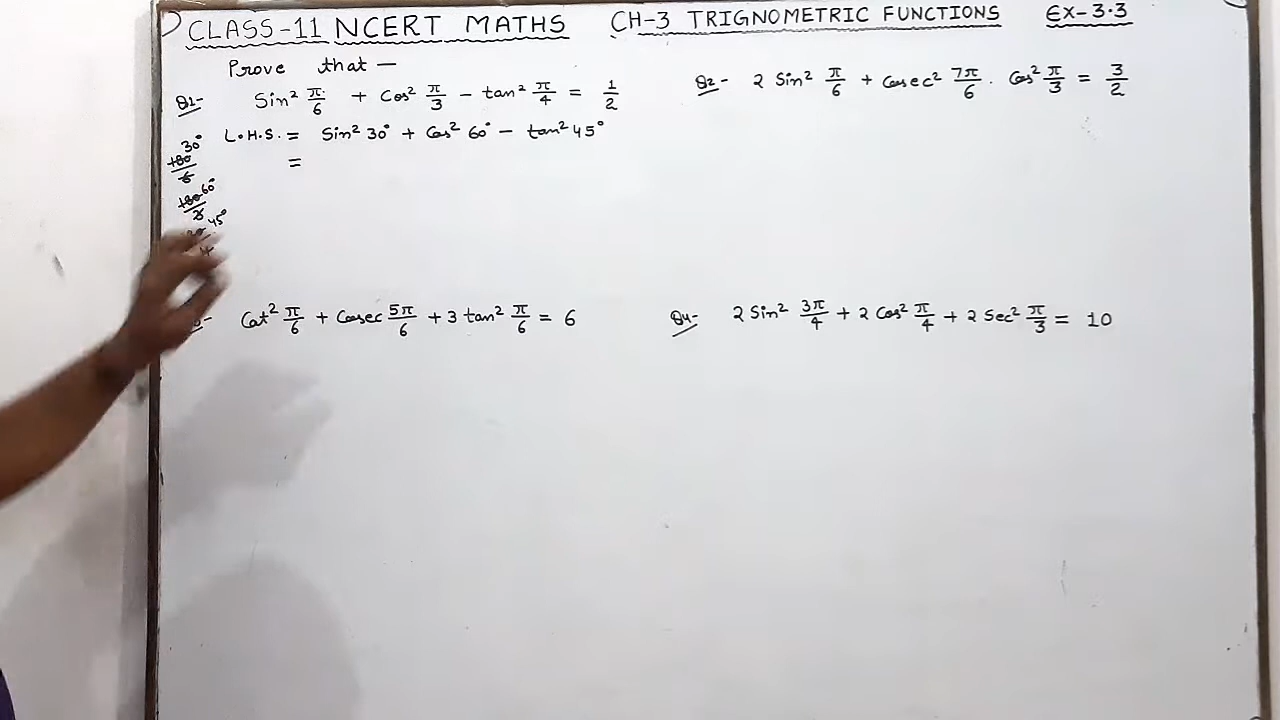 CLASS-11 NCERT MATHS CH-3 TRIGNOMETRIC FUNCTIONS EX-3.3
Prove that —
Q1- Sin² π/6 + Cos² π/3 - tan² π/4 = 1/2
L.H.S. = Sin² 30° + Cos² 60° - tan² 45°
=
30°
180/6
60°
180/3
45°
4
Q2- 2 Sin² π/6 + Cosec² 7π/6 . Cos² π/3 = 3/2
Cot² π/6 + Cosec 5π/6 + 3 tan² π/6 = 6
Q4- 2 Sin² 3π/4 + 2 Cos² π/4 + 2 Sec² π/3 = 10